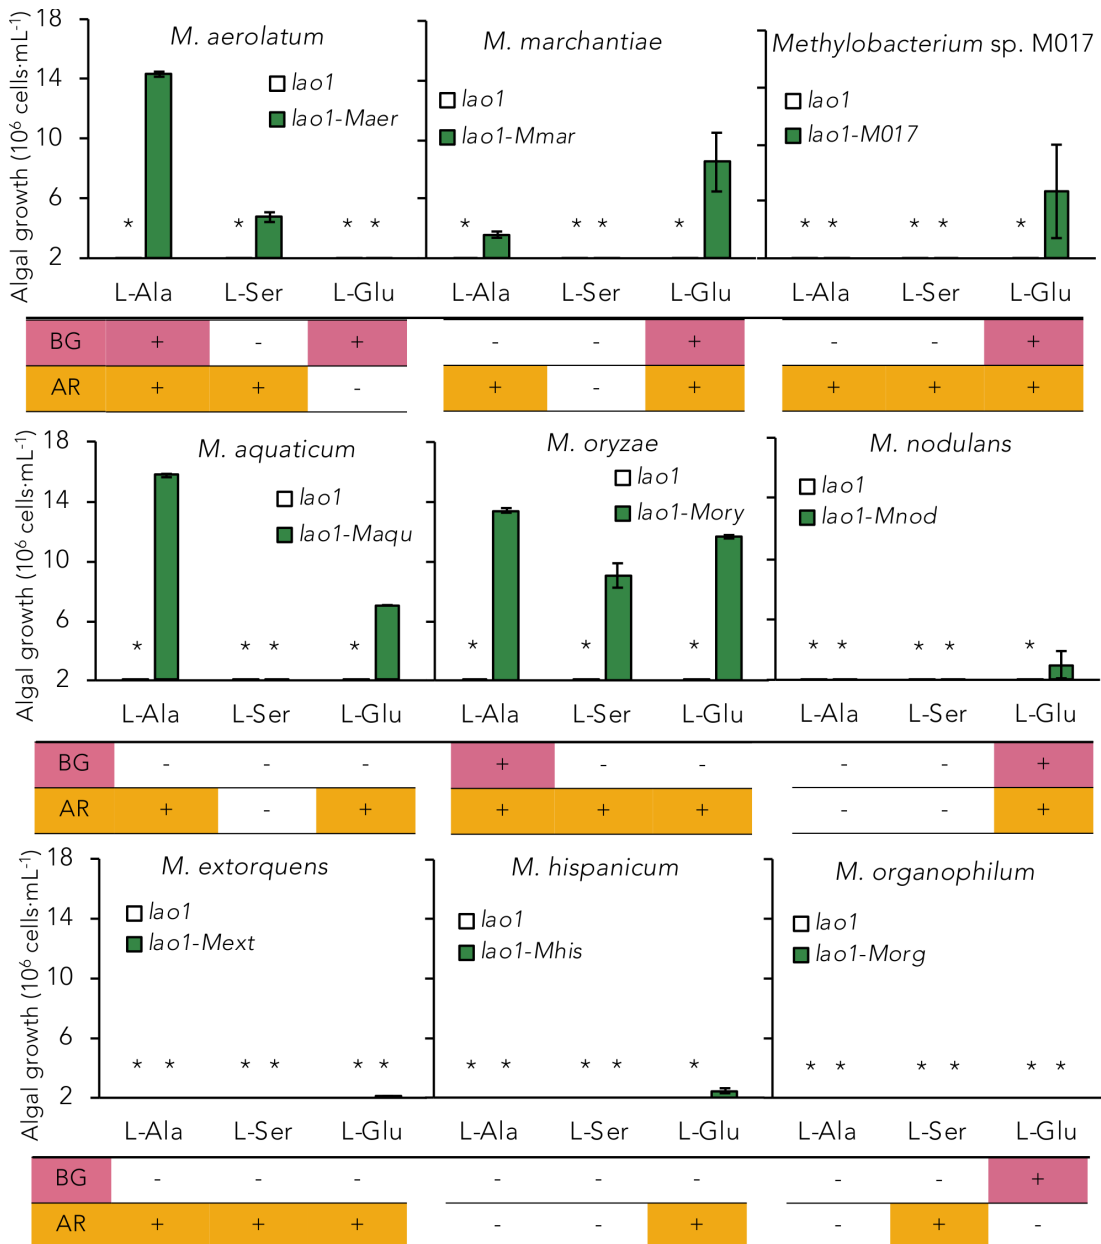 Algal growth (10⁶ cells·mL⁻¹)
18
14
10
6
2
M. aerolatum
lao1
lao1-Maer
* * * *
L-Ala L-Ser L-Glu
M. marchantiae
lao1
lao1-Mmar
* * * *
L-Ala L-Ser L-Glu
Methylobacterium sp. M017
lao1
lao1-M017
* * * * *
L-Ala L-Ser L-Glu
BG + - + - - + - - +
AR + + - + - + + + +
Algal growth (10⁶ cells·mL⁻¹)
18
14
10
6
2
M. aquaticum
lao1
lao1-Maqu
* * * *
L-Ala L-Ser L-Glu
M. oryzae
lao1
lao1-Mory
* * *
L-Ala L-Ser L-Glu
M. nodulans
lao1
lao1-Mnod
* * * * *
L-Ala L-Ser L-Glu
BG - - - + - - - - +
AR + - + + + + - - +
Algal growth (10⁶ cells·mL⁻¹)
18
14
10
6
2
M. extorquens
lao1
lao1-Mext
* * * * * *
L-Ala L-Ser L-Glu
M. hispanicum
lao1
lao1-Mhis
* * * * *
L-Ala L-Ser L-Glu
M. organophilum
lao1
lao1-Morg
* * * * * *
L-Ala L-Ser L-Glu
BG - - - - - - - - +
AR + + + - - + - + -